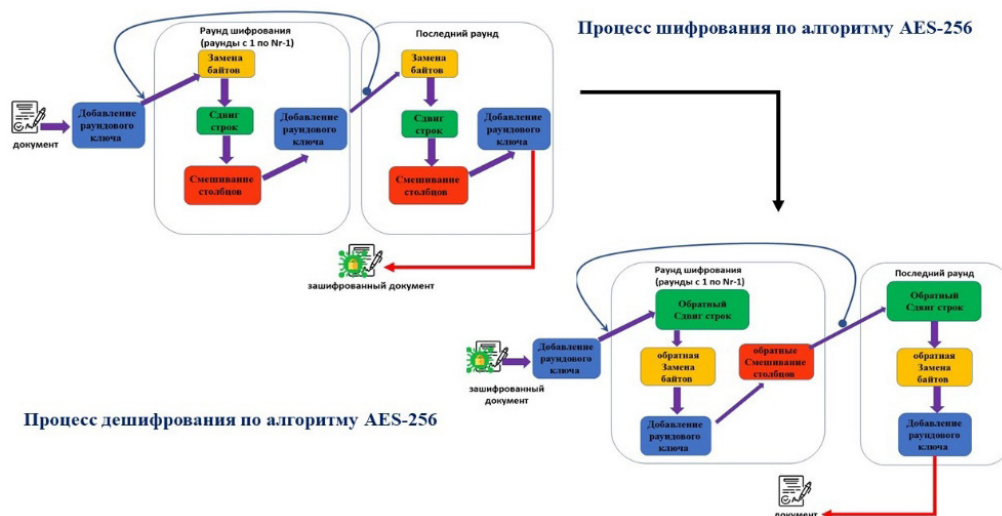 Процесс шифрования по алгоритму AES-256
Раунд шифрования
(раунды с 1 по Nr-1)
Последний раунд
документ
Добавление
раундового
ключа
Замена
байтов
Сдвиг
строк
Смешивание
столбцов
Добавление
раундового
ключа
Замена
байтов
Сдвиг
строк
Смешивание
столбцов
Добавление
раундового
ключа
зашифрованный документ
Процесс дешифрования по алгоритму AES-256
Раунд шифрования
(раунды с 1 по Nr-1)
Последний раунд
зашифрованный
документ
Добавление
раундового
ключа
Обратный
Сдвиг строк
обратная
Замена
байтов
Добавление
раундового
ключа
обратные
Смешивание
столбцов
Обратный
Сдвиг строк
обратная
Замена
байтов
Добавление
раундового
ключа
документ